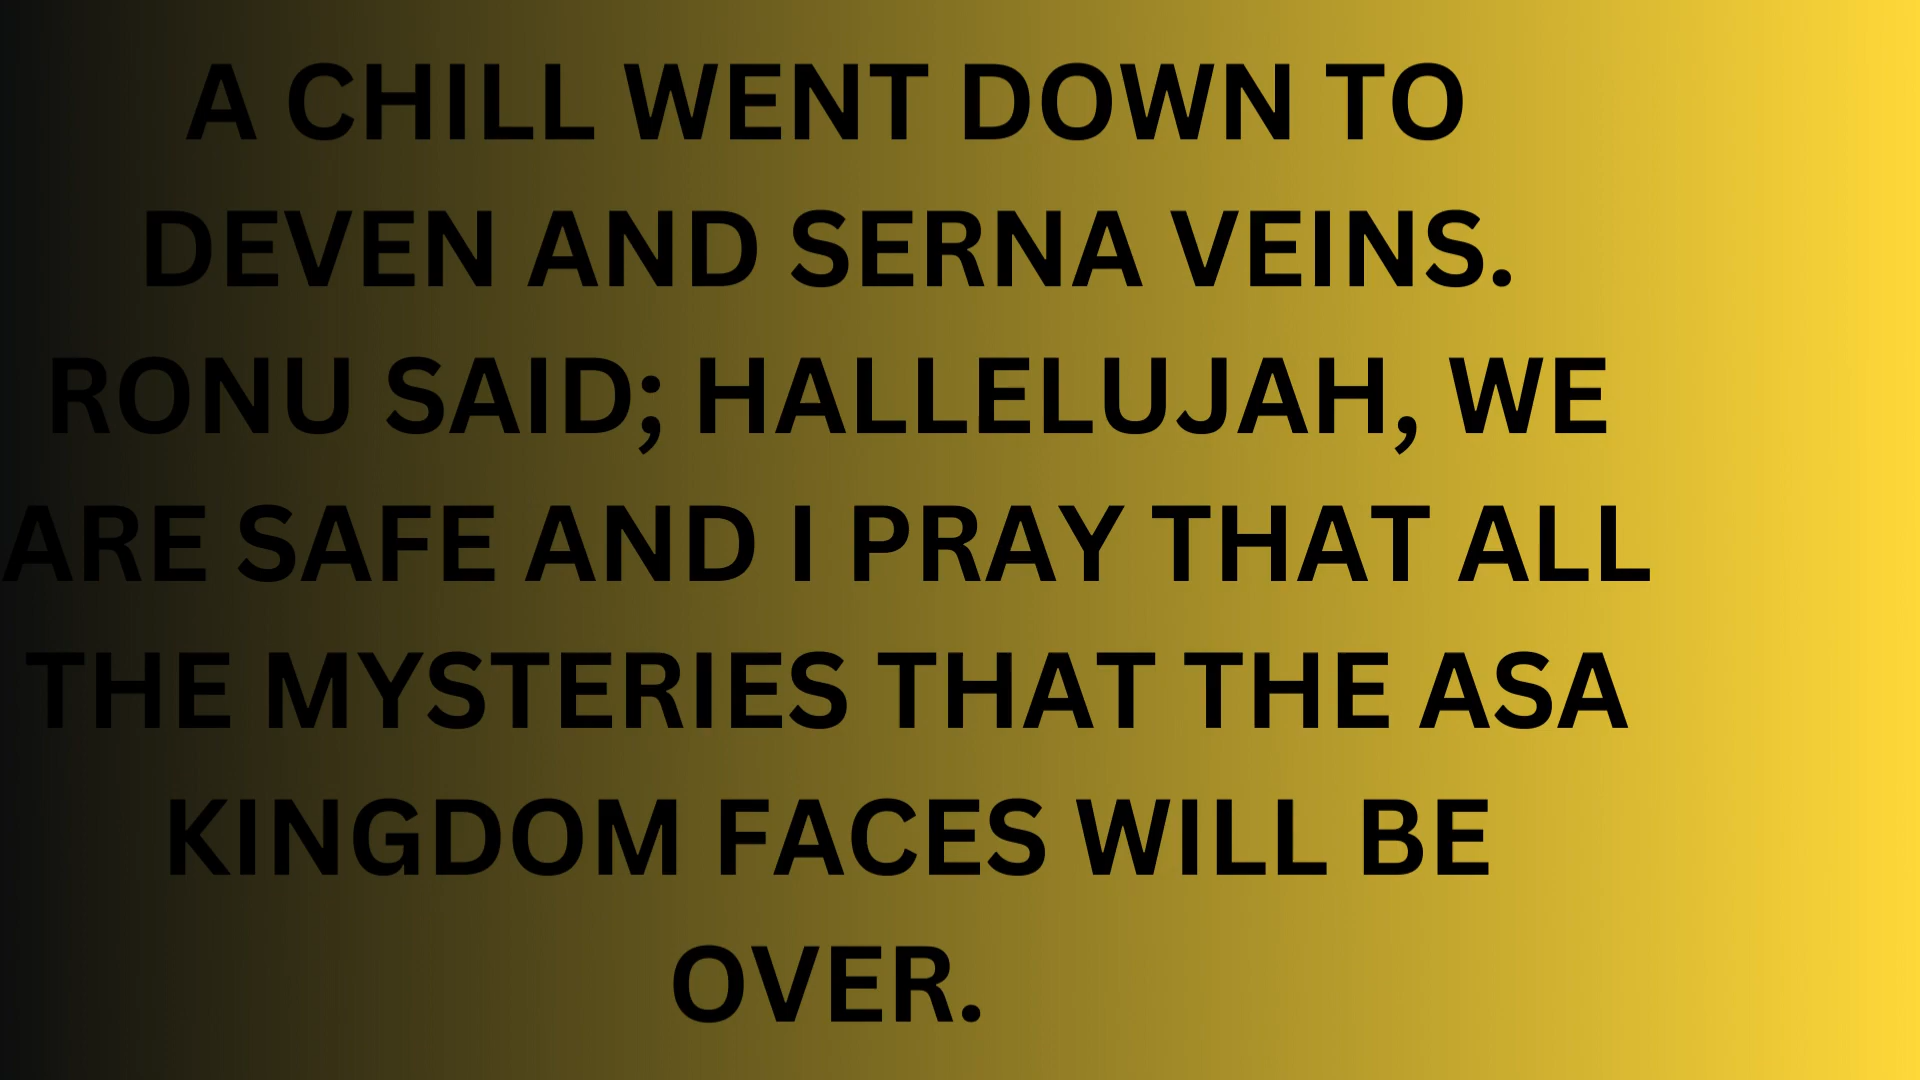 A CHILL WENT DOWN TO
DEVEN AND SERNA VEINS.
RONU SAID; HALLELUJAH, WE
ARE SAFE AND I PRAY THAT ALL
THE MYSTERIES THAT THE ASA
KINGDOM FACES WILL BE
OVER.